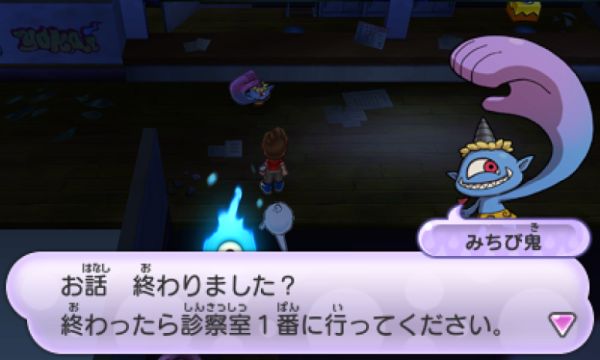 みちび鬼
お話　終わりました？
終わったら診察室１番に行ってください。